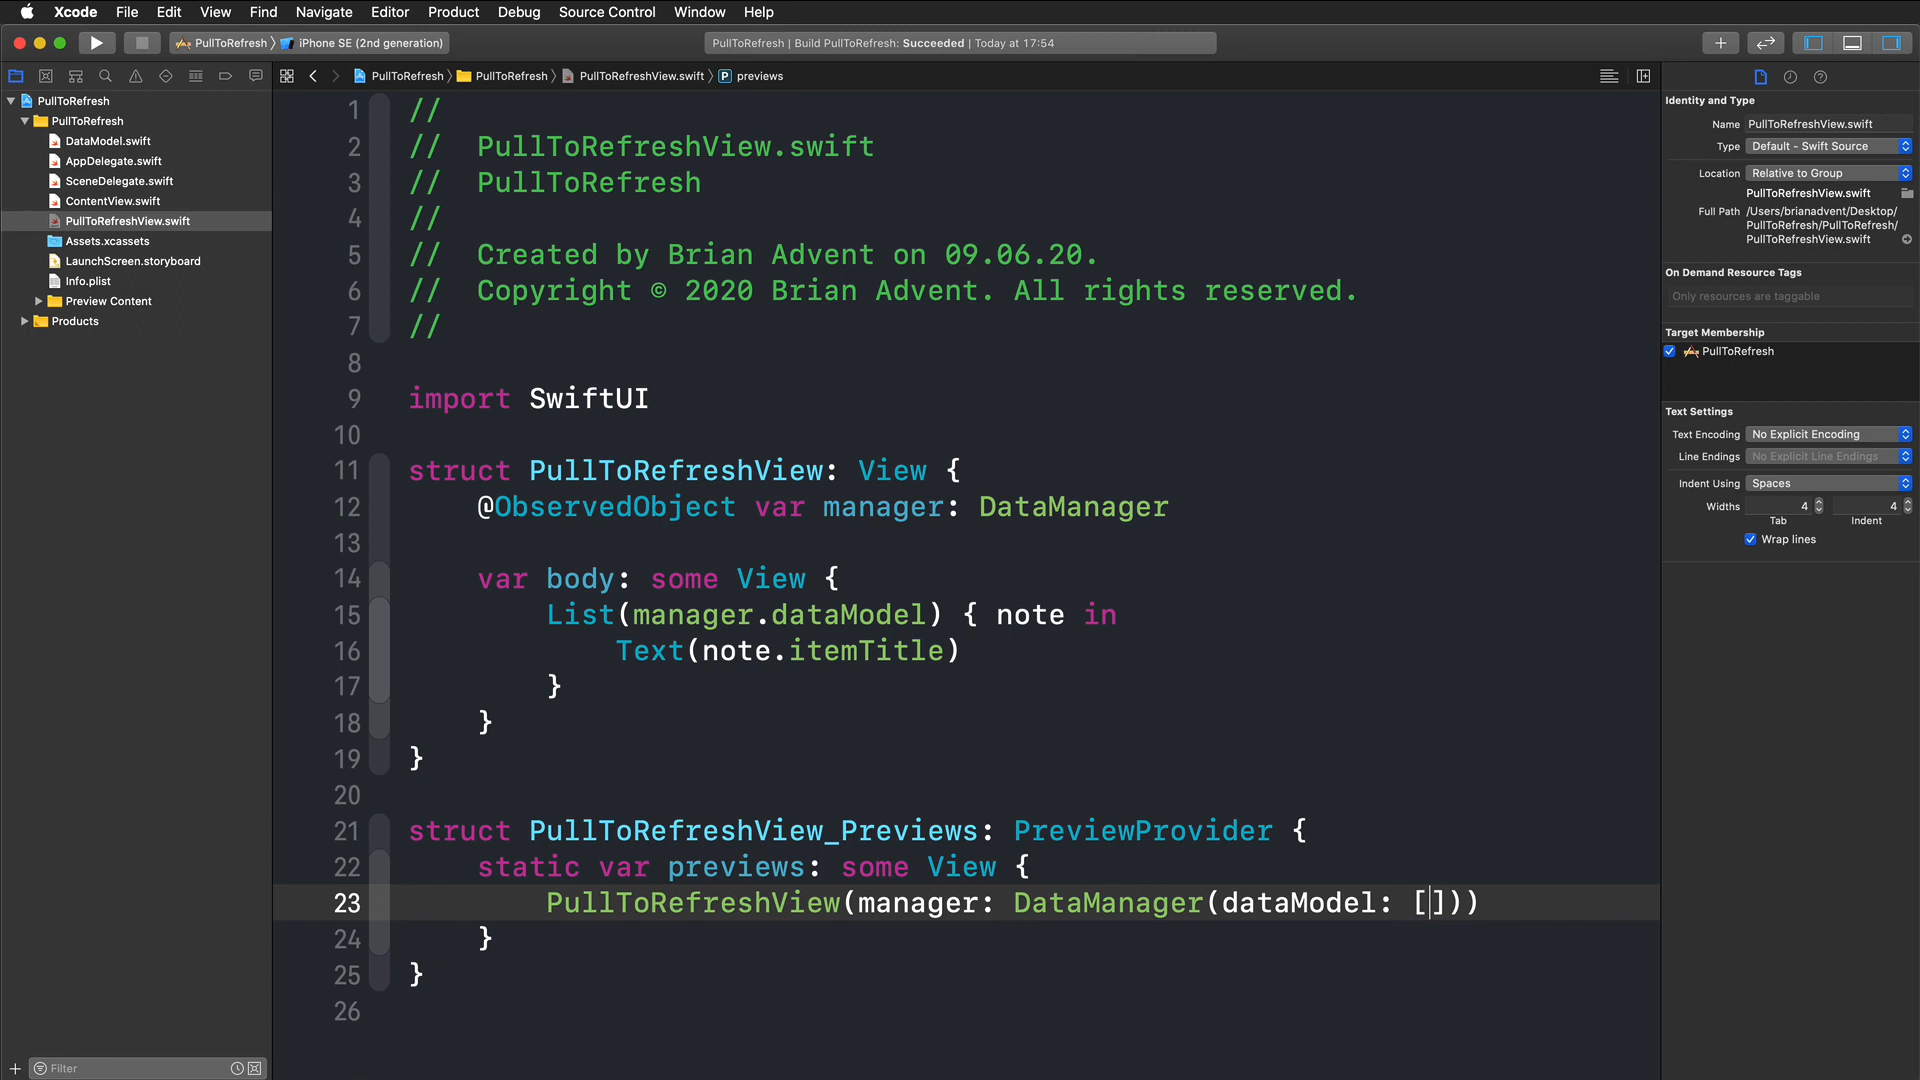 Xcode File Edit View Find Navigate Editor Product Debug Source Control Window Help
PullToRefresh iPhone SE (2nd generation)
PullToRefresh | Build PullToRefresh: Succeeded | Today at 17:54
PullToRefresh PullToRefresh PullToRefreshView.swift P previews
PullToRefresh
PullToRefresh
DataModel.swift
AppDelegate.swift
SceneDelegate.swift
ContentView.swift
PullToRefreshView.swift
Assets.xcassets
LaunchScreen.storyboard
Info.plist
Preview Content
Products
Filter
1 //
2 //  PullToRefreshView.swift
3 //  PullToRefresh
4 //
5 //  Created by Brian Advent on 09.06.20.
6 //  Copyright © 2020 Brian Advent. All rights reserved.
7 //
8
9 import SwiftUI
10
11 struct PullToRefreshView: View {
12     @ObservedObject var manager: DataManager
13
14     var body: some View {
15         List(manager.dataModel) { note in
16             Text(note.itemTitle)
17         }
18     }
19 }
20
21 struct PullToRefreshView_Previews: PreviewProvider {
22     static var previews: some View {
23         PullToRefreshView(manager: DataManager(dataModel: []))
24     }
25 }
26
Identity and Type
Name PullToRefreshView.swift
Type Default - Swift Source
Location Relative to Group
PullToRefreshView.swift
Full Path /Users/brianadvent/Desktop/
PullToRefresh/PullToRefresh/
PullToRefreshView.swift
On Demand Resource Tags
Only resources are taggable
Target Membership
PullToRefresh
Text Settings
Text Encoding No Explicit Encoding
Line Endings No Explicit Line Endings
Indent Using Spaces
Widths 4 4
Tab Indent
Wrap lines